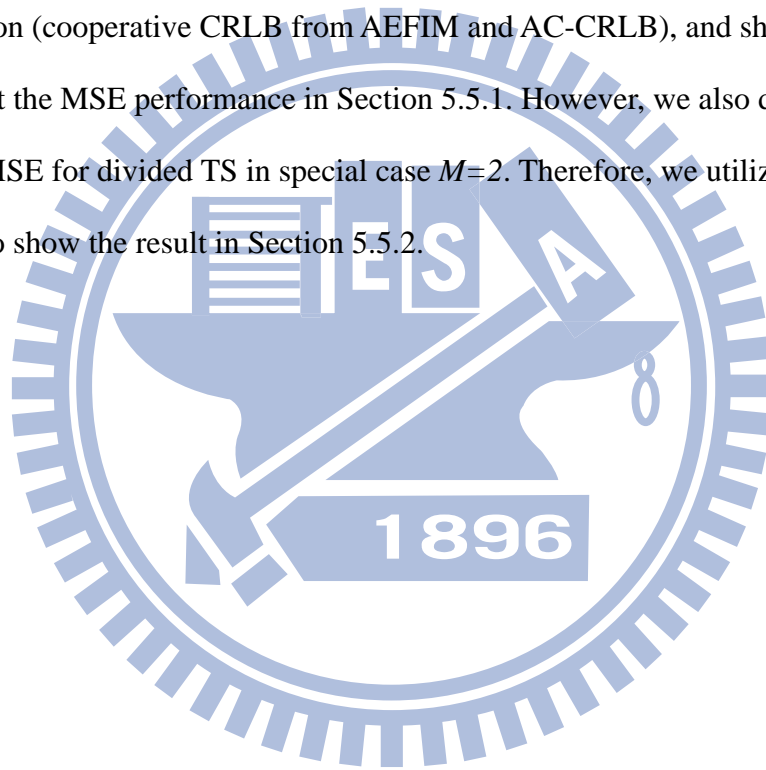 on (cooperative CRLB from AEFIM and AC-CRLB), and sh
t the MSE performance in Section 5.5.1. However, we also d
ISE for divided TS in special case M=2. Therefore, we utiliz
o show the result in Section 5.5.2.
E S A
1896